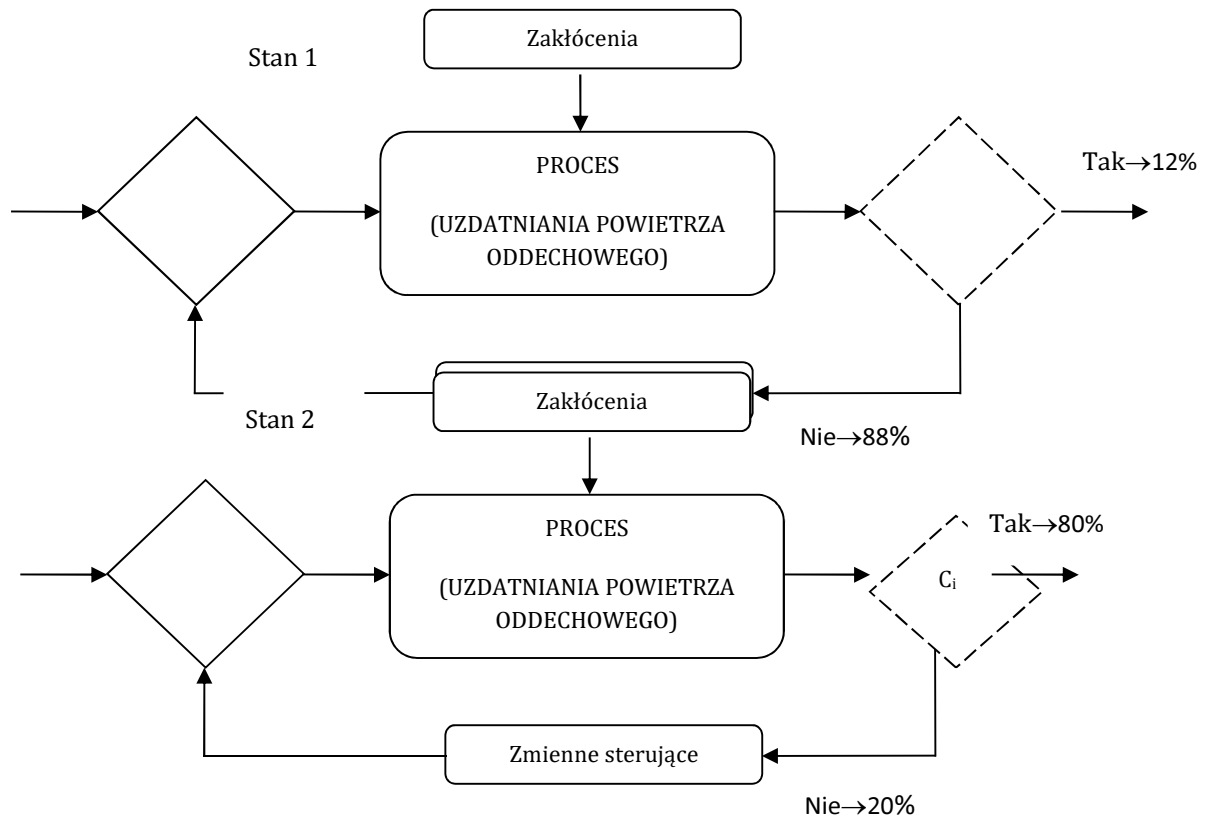 Zakłócenia
Stan 1
PROCES
(UZDATNIANIA POWIETRZA
ODDECHOWEGO)
Tak→12%
Zakłócenia
Stan 2
Nie→88%
PROCES
(UZDATNIANIA POWIETRZA
ODDECHOWEGO)
Tak→80%
Ci
Zmienne sterujące
Nie→20%